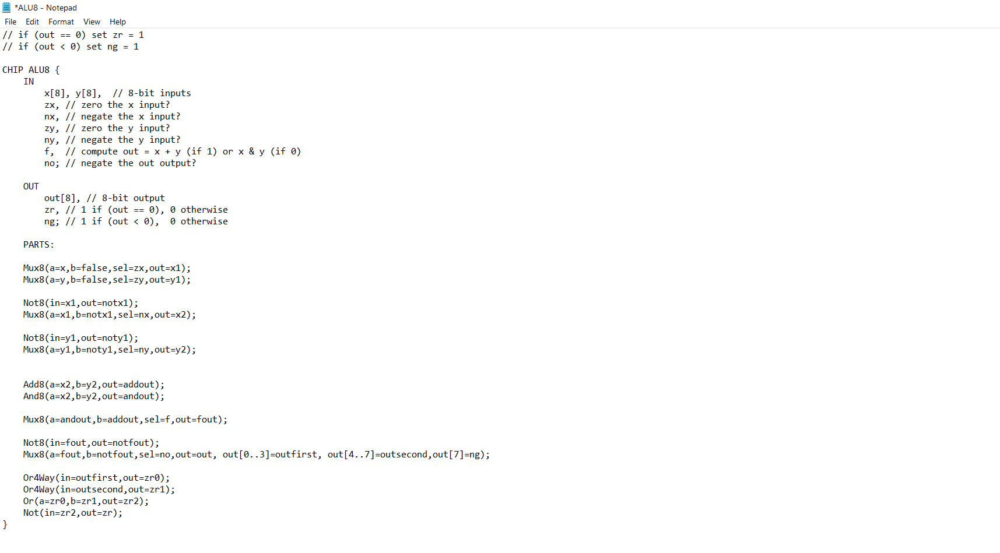 *ALU8 - Notepad
File Edit Format View Help
// if (out == 0) set zr = 1
// if (out < 0) set ng = 1
CHIP ALU8 {
IN
x[8], y[8],  // 8-bit inputs
zx, // zero the x input?
nx, // negate the x input?
zy, // zero the y input?
ny, // negate the y input?
f,  // compute out = x + y (if 1) or x & y (if 0)
no; // negate the out output?
OUT
out[8], // 8-bit output
zr, // 1 if (out == 0), 0 otherwise
ng; // 1 if (out < 0),  0 otherwise
PARTS:
Mux8(a=x,b=false,sel=zx,out=x1);
Mux8(a=y,b=false,sel=zy,out=y1);
Not8(in=x1,out=notx1);
Mux8(a=x1,b=notx1,sel=nx,out=x2);
Not8(in=y1,out=noty1);
Mux8(a=y1,b=noty1,sel=ny,out=y2);
Add8(a=x2,b=y2,out=addout);
And8(a=x2,b=y2,out=andout);
Mux8(a=andout,b=addout,sel=f,out=fout);
Not8(in=fout,out=notfout);
Mux8(a=fout,b=notfout,sel=no,out=out, out[0..3]=outfirst, out[4..7]=outsecond,out[7]=ng);
Or4Way(in=outfirst,out=zr0);
Or4Way(in=outsecond,out=zr1);
Or(a=zr0,b=zr1,out=zr2);
Not(in=zr2,out=zr);
}